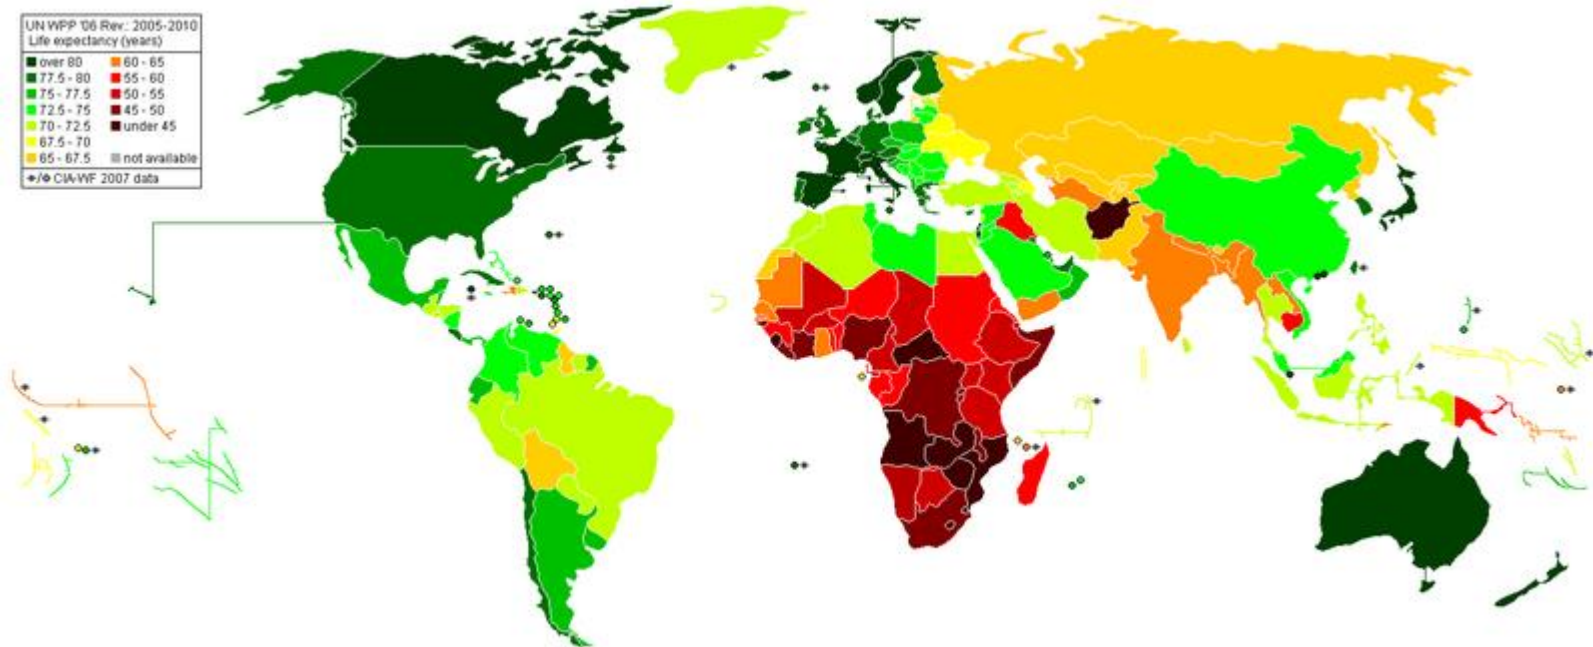 UN WPP '06 Rev.: 2005-2010
Life expectancy (years)
over 80
77.5 - 80
75 - 77.5
72.5 - 75
70 - 72.5
67.5 - 70
65 - 67.5
60 - 65
55 - 60
50 - 55
45 - 50
under 45
not available
/ CIA-WF 2007 data